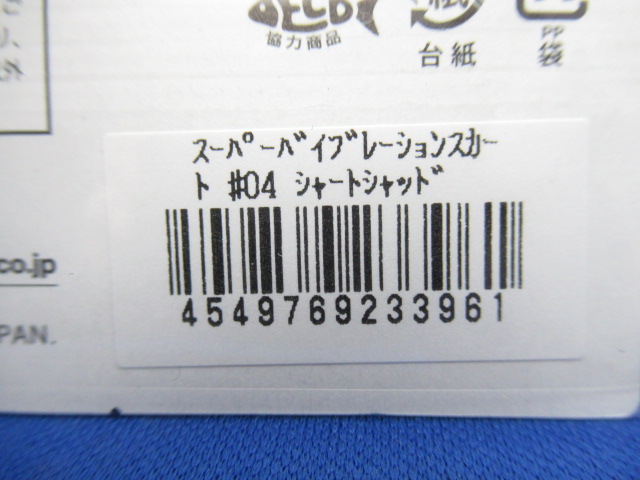 協力商品
台紙
PP
袋
ｽｰﾊﾟｰﾊﾞｲﾌﾞﾚｰｼｮﾝｽｶｰ
ﾄ #04 ｼｬｰﾄｼｬｯﾄﾞ
4549769233961
co.jp
PAN.